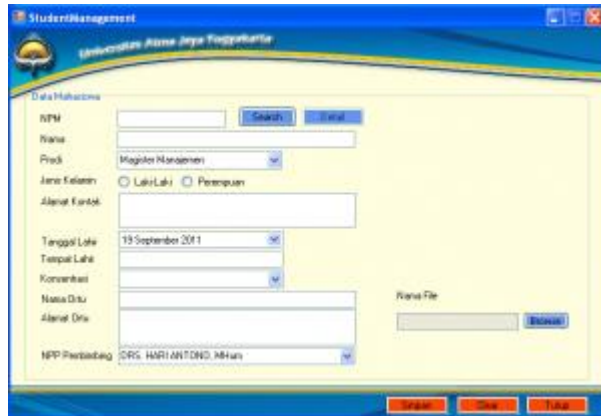 StudentManagement
Universitas Atma Jaya Yogyakarta
Data Mahasiswa
NPM
Search
Detail
Nama
Prodi
Magister Manajemen
Jenis Kelamin
Laki-Laki
Perempuan
Alamat Kontak
Tanggal Lahir
19 September 2011
Tempat Lahir
Konsentrasi
Nama Ortu
Nama File
Alamat Ortu
Browse
NPP Pembimbing
DRS. HARI ANTONO, MHum
Simpan
Clear
Tutup